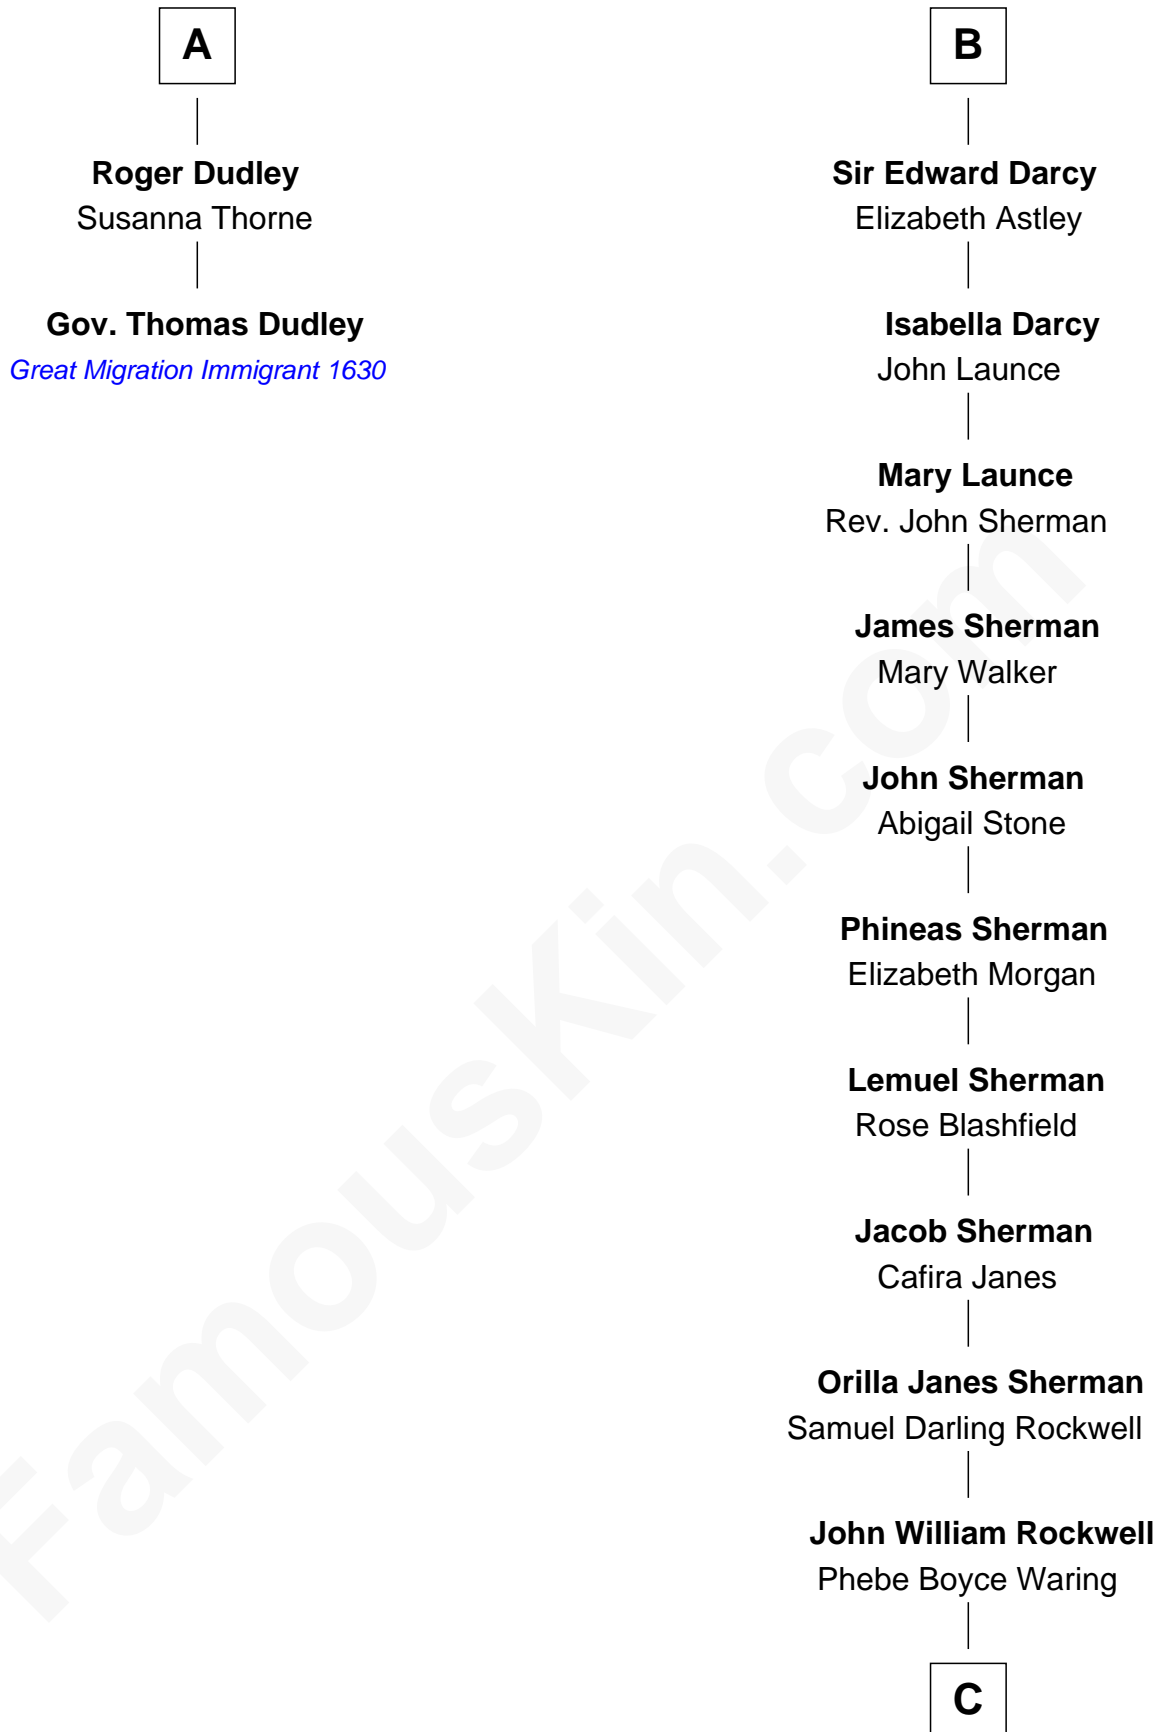 A
Roger Dudley
Susanna Thorne
Gov. Thomas Dudley
Great Migration Immigrant 1630
B
Sir Edward Darcy
Elizabeth Astley
Isabella Darcy
John Launce
Mary Launce
Rev. John Sherman
James Sherman
Mary Walker
John Sherman
Abigail Stone
Phineas Sherman
Elizabeth Morgan
Lemuel Sherman
Rose Blashfield
Jacob Sherman
Cafira Janes
Orilla Janes Sherman
Samuel Darling Rockwell
John William Rockwell
Phebe Boyce Waring
C
FamousKin.com